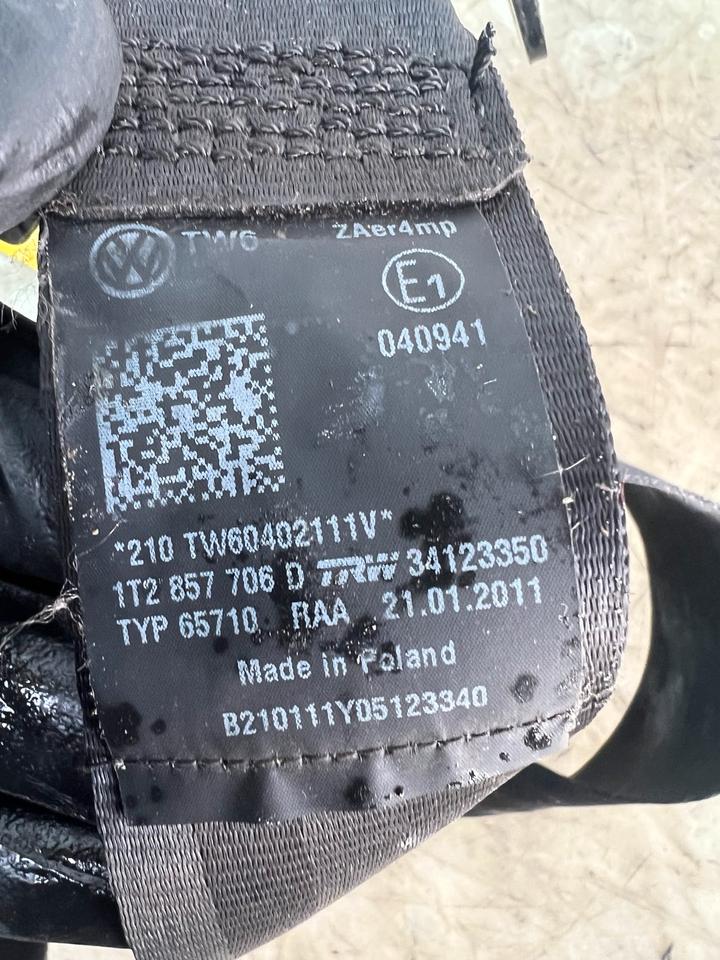 TW6 ZAer4mp
E1
040941
*210 TW60402111V*
1T2 857 706 D TRW 34123350
TYP 65710 RAA 21.01.2011
Made in Poland
B210111Y05123340